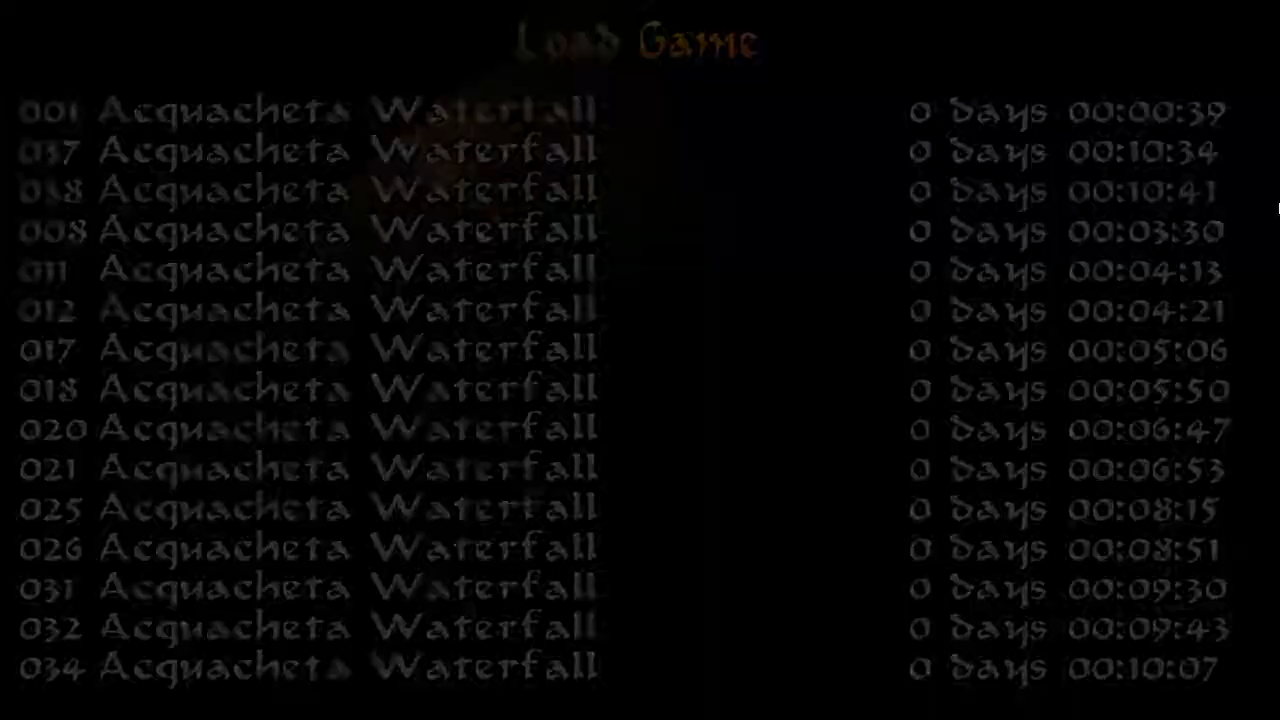 Load Game
001 Acquacheta Waterfall 0 days 00:00:39
037 Acquacheta Waterfall 0 days 00:10:34
038 Acquacheta Waterfall 0 days 00:10:41
008 Acquacheta Waterfall 0 days 00:03:30
011 Acquacheta Waterfall 0 days 00:04:13
012 Acquacheta Waterfall 0 days 00:04:21
017 Acquacheta Waterfall 0 days 00:05:06
018 Acquacheta Waterfall 0 days 00:05:50
020 Acquacheta Waterfall 0 days 00:06:47
021 Acquacheta Waterfall 0 days 00:06:53
025 Acquacheta Waterfall 0 days 00:08:15
026 Acquacheta Waterfall 0 days 00:08:51
031 Acquacheta Waterfall 0 days 00:09:30
032 Acquacheta Waterfall 0 days 00:09:43
034 Acquacheta Waterfall 0 days 00:10:07